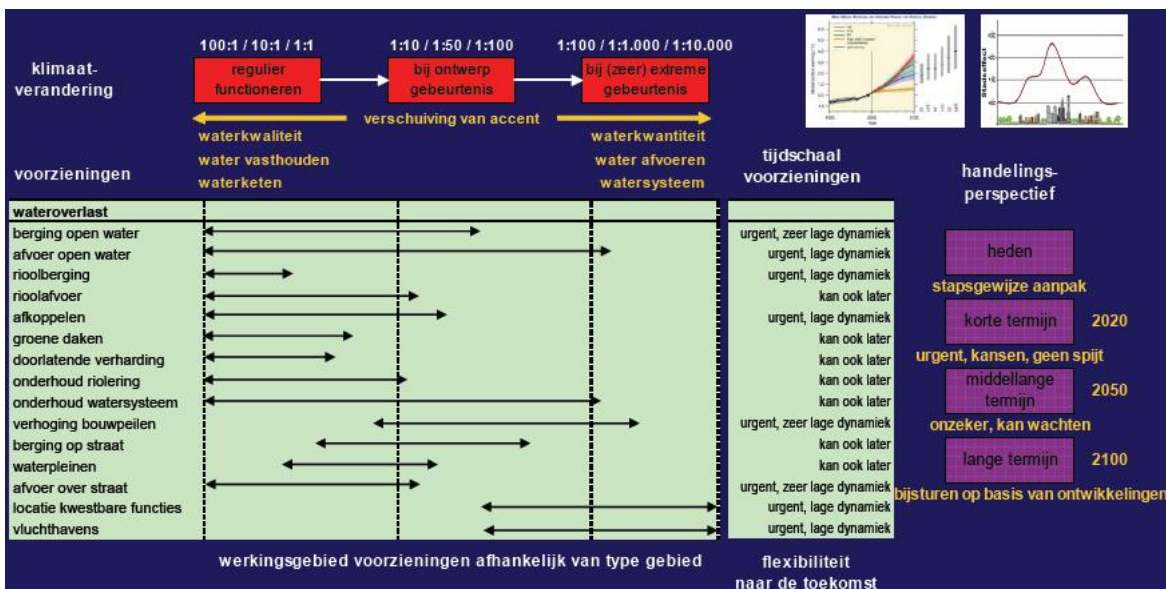 100:1 / 10:1 / 1:1
1:10 / 1:50 / 1:100
1:100 / 1:1.000 / 1:10.000
klimaat-
verandering
regulier
functioneren
bij ontwerp
gebeurtenis
bij (zeer) extreme
gebeurtenis
verschuiving van accent
waterkwaliteit
water vasthouden
waterketen
waterkwantiteit
water afvoeren
watersysteem
voorzieningen
tijdschaal
voorzieningen
handelings-
perspectief
wateroverlast
berging open water
urgent, zeer lage dynamiek
afvoer open water
urgent, lage dynamiek
rioolberging
urgent, lage dynamiek
rioolafvoer
kan ook later
afkoppelen
urgent, lage dynamiek
groene daken
kan ook later
doorlatende verharding
kan ook later
onderhoud riolering
kan ook later
onderhoud watersysteem
kan ook later
verhoging bouwpeilen
urgent, zeer lage dynamiek
berging op straat
kan ook later
waterpleinen
kan ook later
afvoer over straat
urgent, zeer lage dynamiek
locatie kwestbare functies
urgent, lage dynamiek
vluchthavens
urgent, lage dynamiek
heden
stapsgewijze aanpak
korte termijn
2020
urgent, kansen, geen spijt
middellange
termijn
2050
onzeker, kan wachten
lange termijn
2100
bijsturen op basis van ontwikkelingen
werkingsgebied voorzieningen afhankelijk van type gebied
flexibiliteit
naar de toekomst